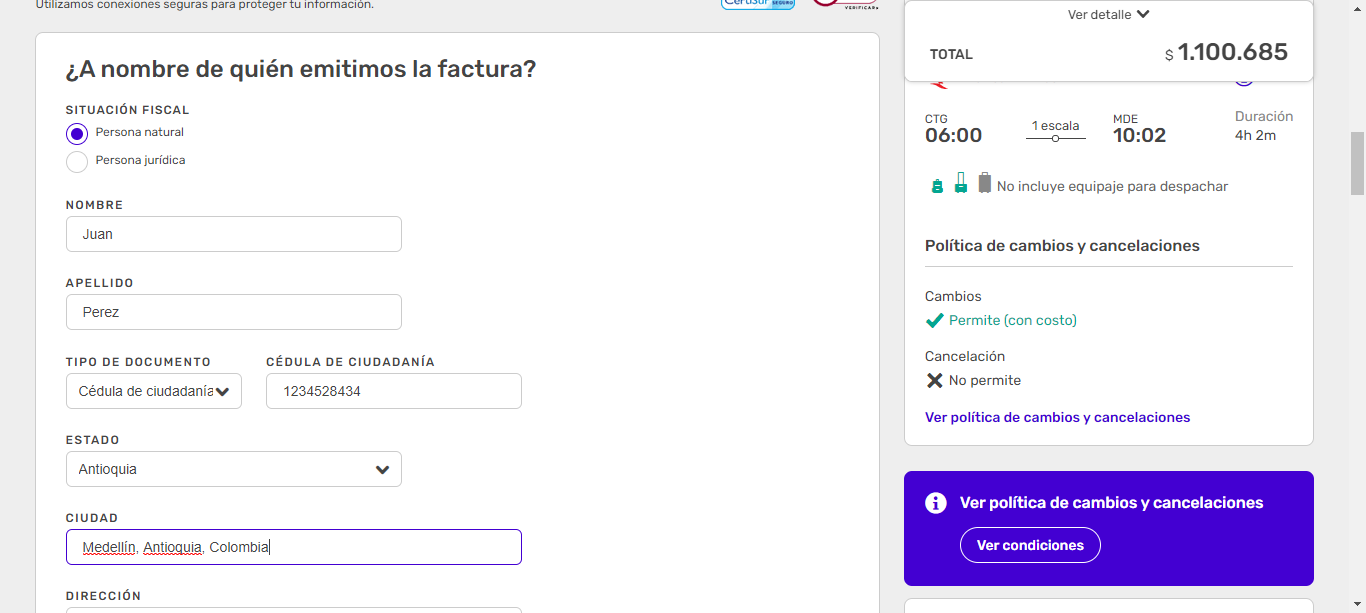 Utilizamos conexiones seguras para proteger tu información.
CertiSur
SEGURO
VERIFICAR
¿A nombre de quién emitimos la factura?
SITUACIÓN FISCAL
Persona natural
Persona jurídica
NOMBRE
Juan
APELLIDO
Perez
TIPO DE DOCUMENTO
CÉDULA DE CIUDADANÍA
Cédula de ciudadanía
1234528434
ESTADO
Antioquia
CIUDAD
Medellín, Antioquia, Colombia
DIRECCIÓN
Ver detalle
TOTAL
$ 1.100.685
CTG
06:00
1 escala
MDE
10:02
Duración
4h 2m
No incluye equipaje para despachar
Política de cambios y cancelaciones
Cambios
Permite (con costo)
Cancelación
No permite
Ver política de cambios y cancelaciones
Ver política de cambios y cancelaciones
Ver condiciones